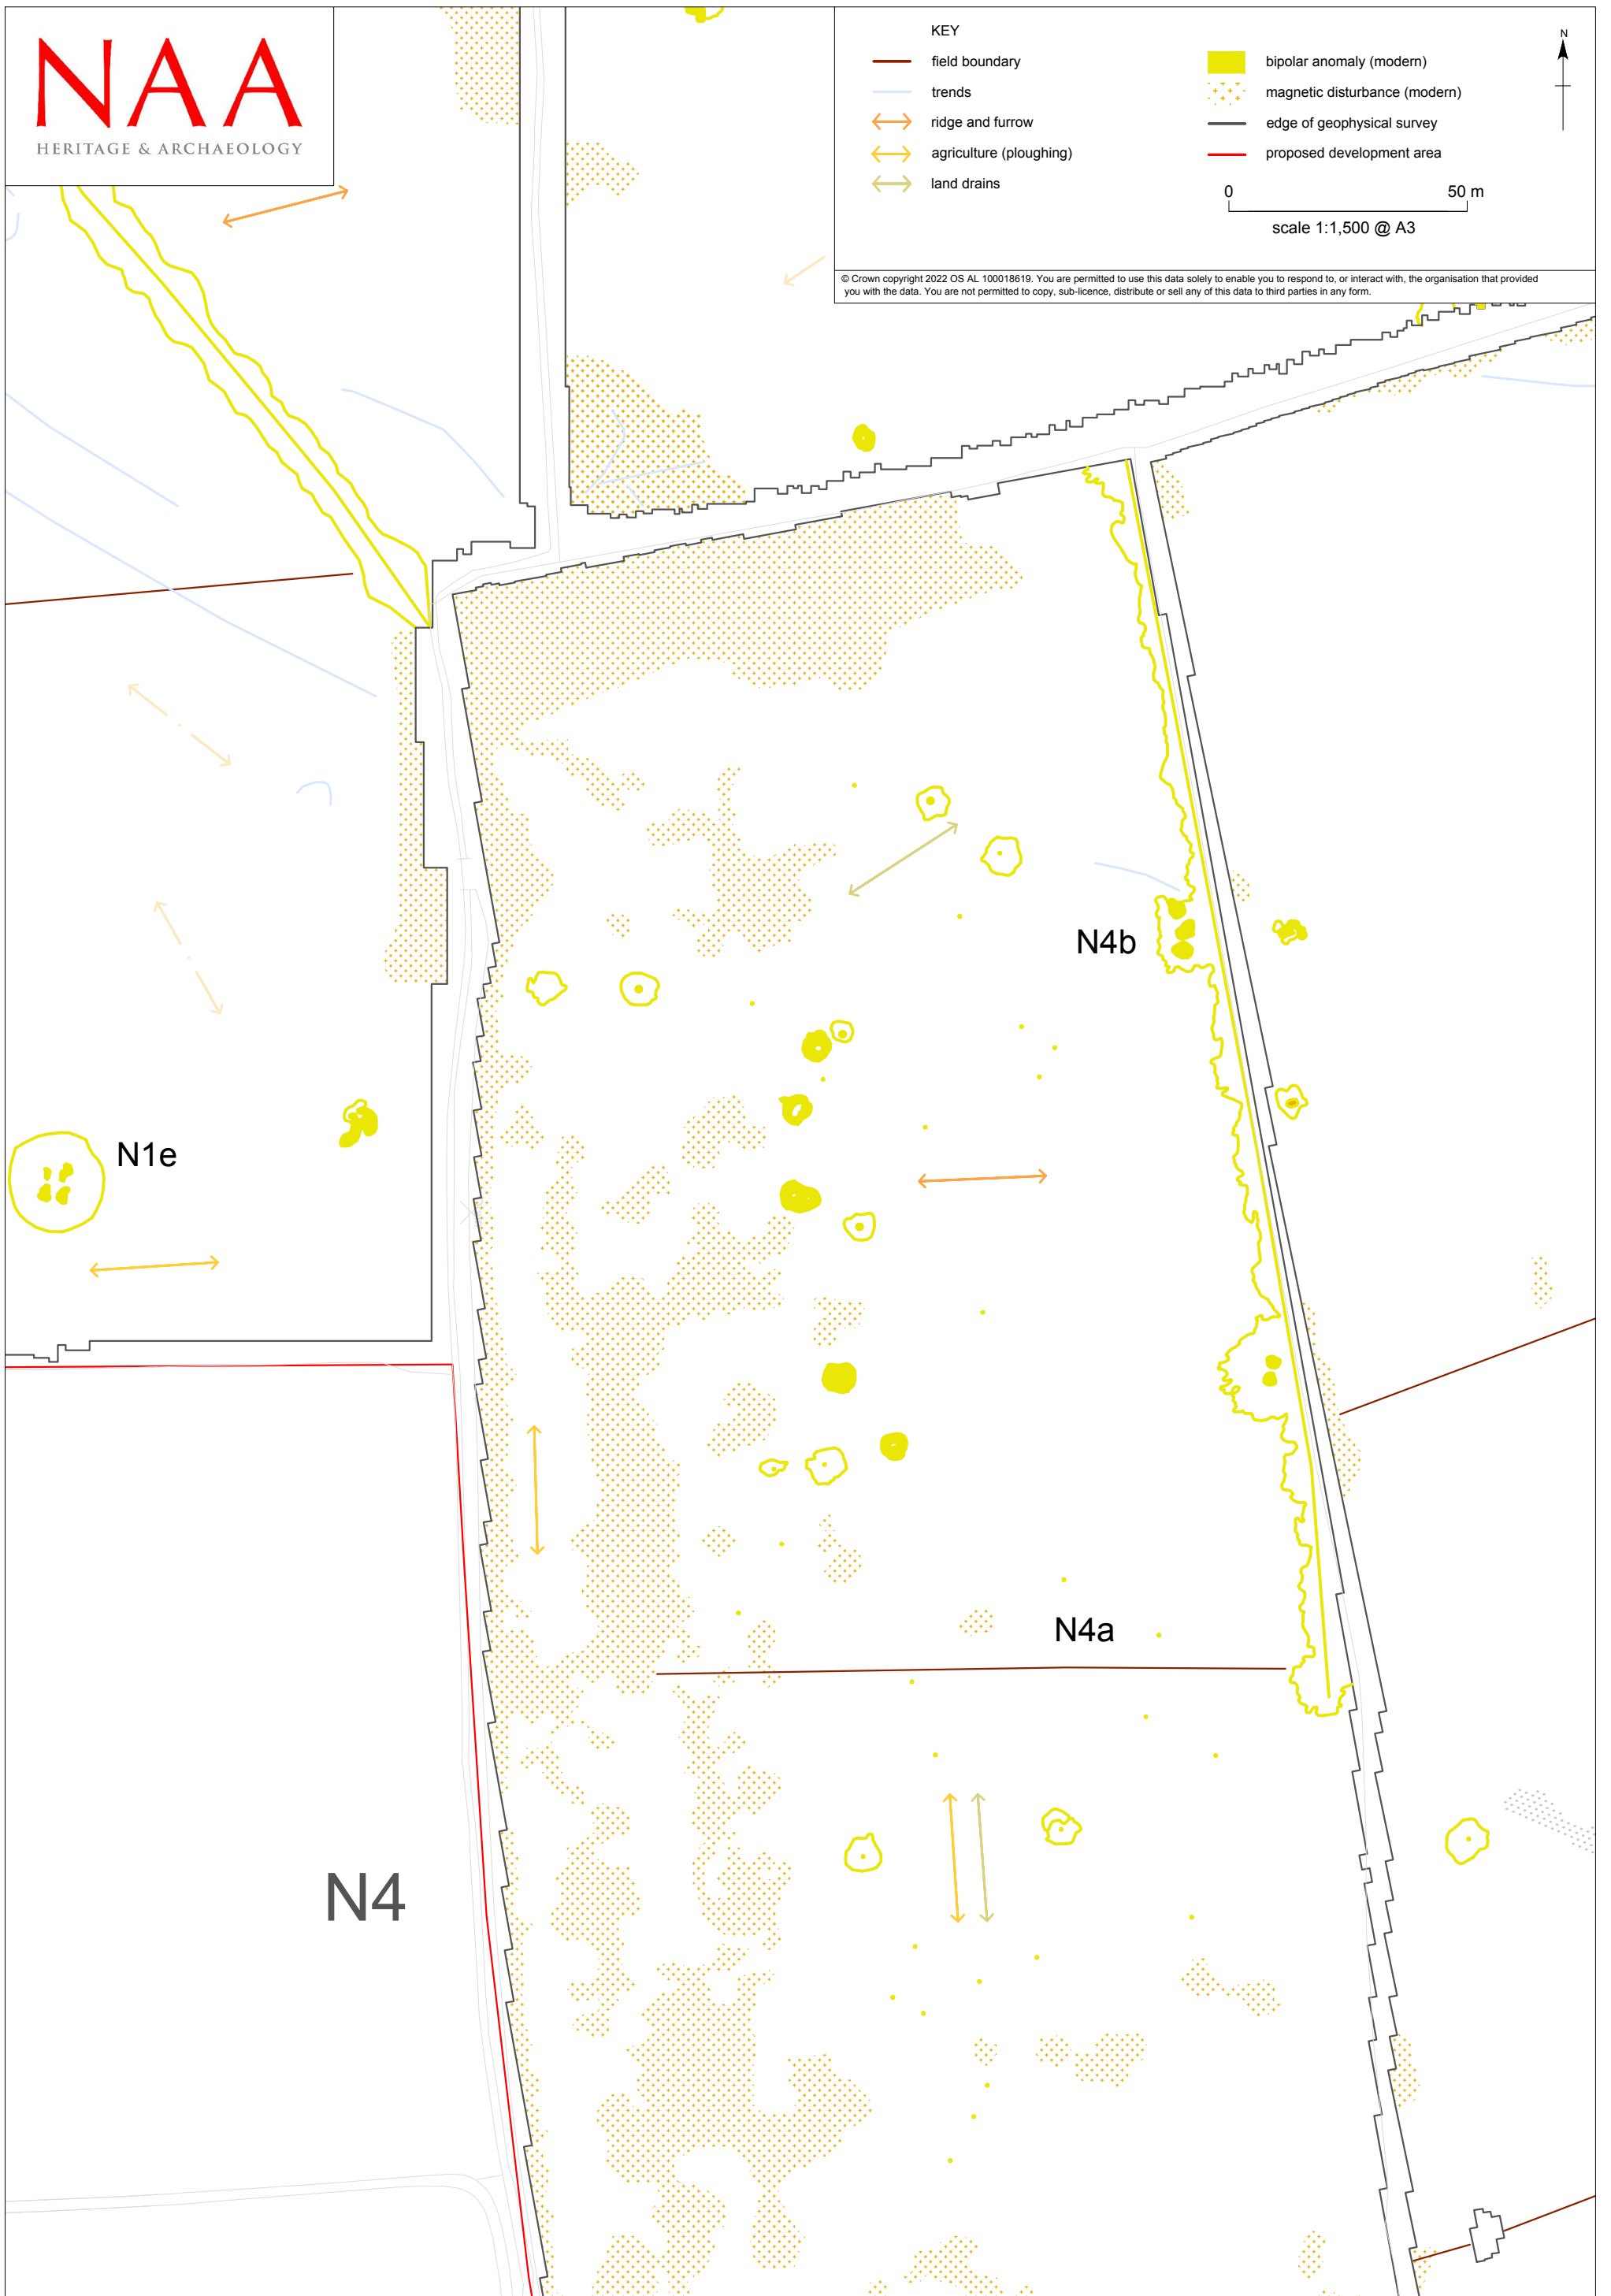 NAA
HERITAGE & ARCHAEOLOGY
KEY
field boundary
trends
ridge and furrow
agriculture (ploughing)
land drains
bipolar anomaly (modern)
magnetic disturbance (modern)
edge of geophysical survey
proposed development area
N
0 50 m
scale 1:1,500 @ A3
© Crown copyright 2022 OS AL 100018619. You are permitted to use this data solely to enable you to respond to, or interact with, the organisation that provided
you with the data. You are not permitted to copy, sub-licence, distribute or sell any of this data to third parties in any form.
N4b
N1e
N4a
N4